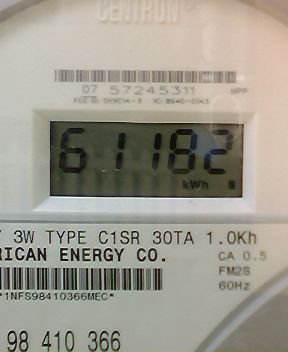 CENTRON
07 57245311 HPP
61182
kWh
3W TYPE C1SR 30TA 1.0Kh
RICAN ENERGY CO. CA 0.5
FM2S
60Hz
*1NFS98410366MEC*
98 410 366